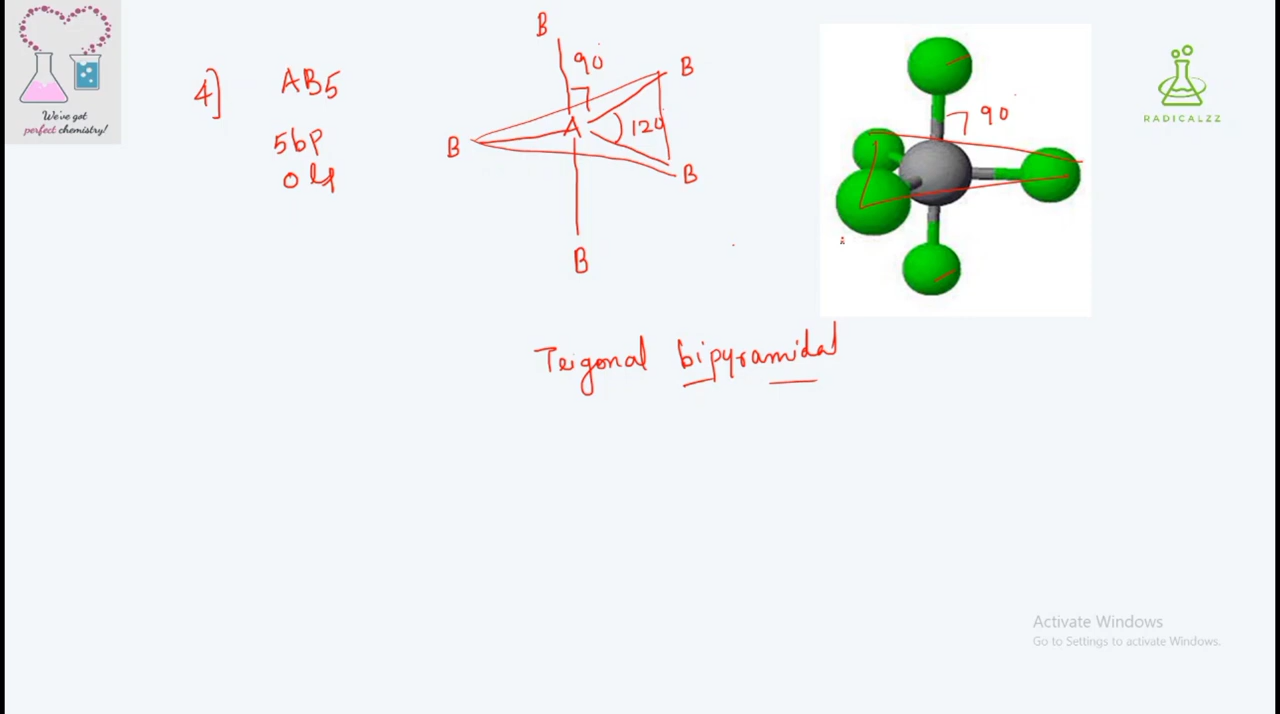 We've got
perfect chemistry!
4] AB5
5bp
0 lp
B
90°
B
A
120
B
B
B
90°
RADICALZZ
Trigonal bipyramidal
Activate Windows
Go to Settings to activate Windows.